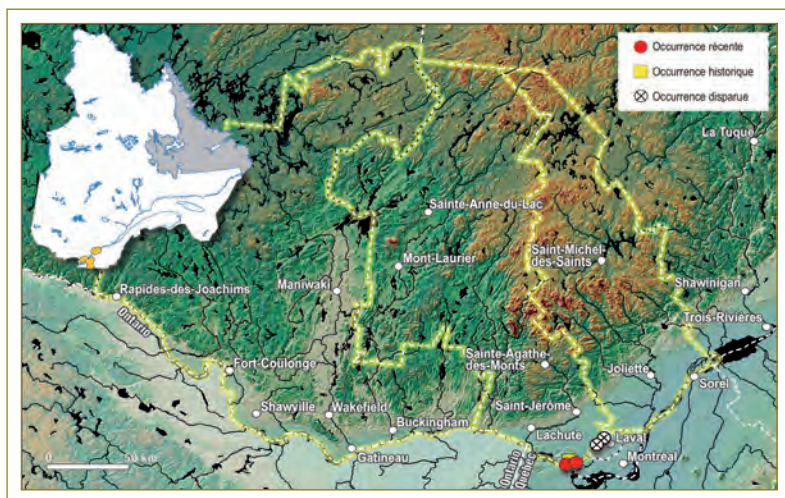 Occurrence récente
Occurrence historique
Occurrence disparue
La Tuque
Sainte-Anne-du-Lac
Saint-Michel
des-Saints
Mont-Laurier
Maniwaki
Rapides-des-Joachims
Shawinigan
Trois-Rivières
Ontario
Fort-Coulonge
Sainte-Agathe
des-Monts
Joliette
Sorel
Shawville
Wakefield
Buckingham
Saint-Jérôme
Lachute
Laval
Gatineau
Ontario
Québec
Montréal
0 50 km